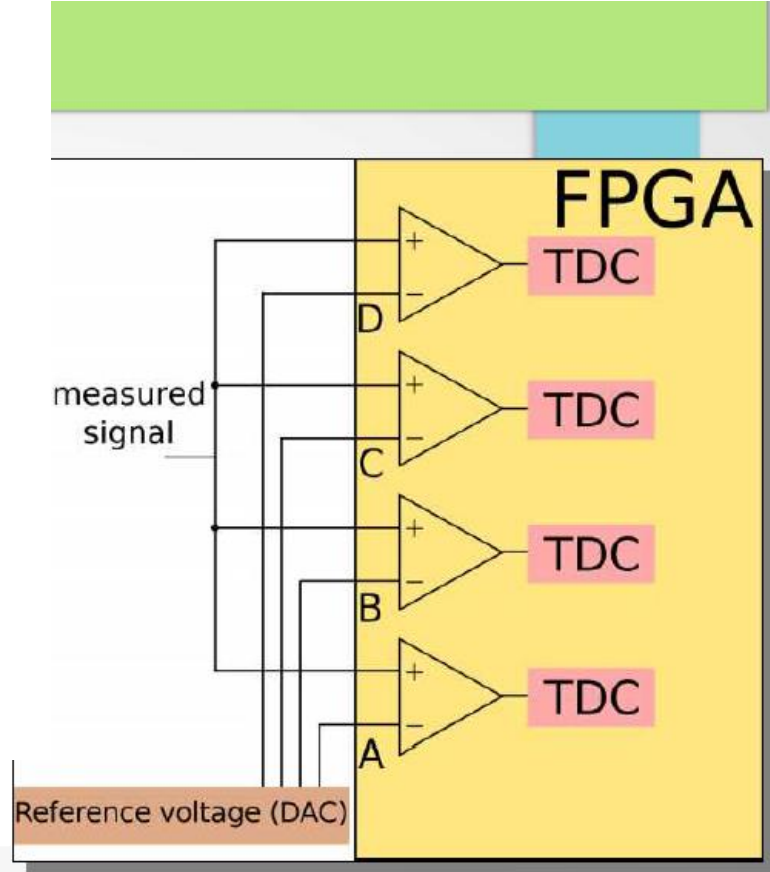 FPGA
+
TDC
−
D
measured
signal
+
TDC
−
C
+
TDC
−
B
+
TDC
−
A
Reference voltage (DAC)